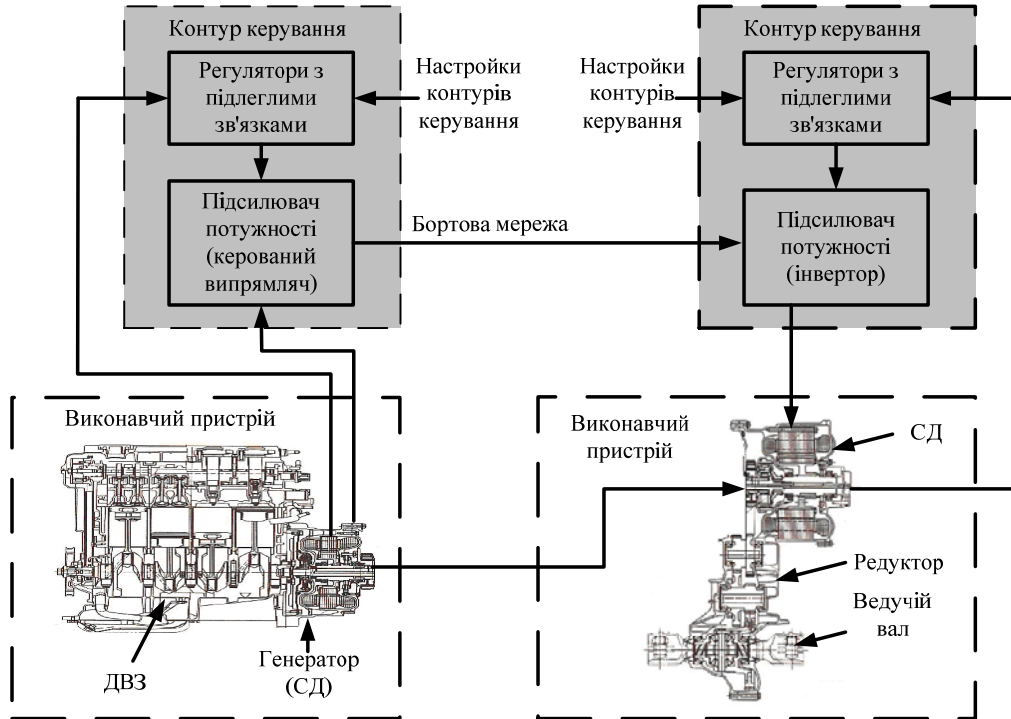 Контур керування
Регулятори з
підлеглими
зв'язками
Настройки
контурів
керування
Підсилювач
потужності
(керований
випрямляч)
Бортова мережа
Контур керування
Настройки
контурів
керування
Регулятори з
підлеглими
зв'язками
Підсилювач
потужності
(інвертор)
Виконавчий пристрій
ДВЗ
Генератор
(СД)
Виконавчий
пристрій
СД
Редуктор
Ведучій
вал